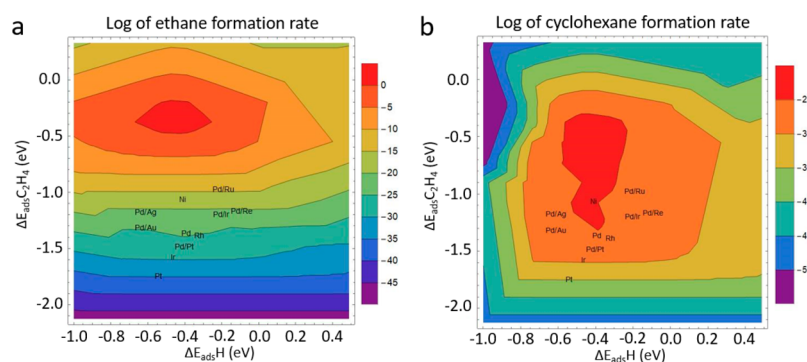 a
Log of ethane formation rate
0.0
-0.5
-1.0
-1.5
-2.0
ΔE_adsC₂H₄ (eV)
Pd/Ru
Ni
Pd/Ag
Pd/Ir
Pd/Re
Pd/Au
Pd
Rh
Pd/Pt
Ir
Pt
-1.0 -0.8 -0.6 -0.4 -0.2 0.0 0.2 0.4
ΔE_adsH (eV)
0
-5
-10
-15
-20
-25
-30
-35
-40
-45
b
Log of cyclohexane formation rate
0.0
-0.5
-1.0
-1.5
-2.0
ΔE_adsC₂H₄ (eV)
Pd/Ru
Ni
Pd/Ag
Pd/Ir
Pd/Re
Pd/Au
Pd
Rh
Pd/Pt
Ir
Pt
-1.0 -0.8 -0.6 -0.4 -0.2 0.0 0.2 0.4
ΔE_adsH (eV)
-2
-3
-3
-4
-4
-5